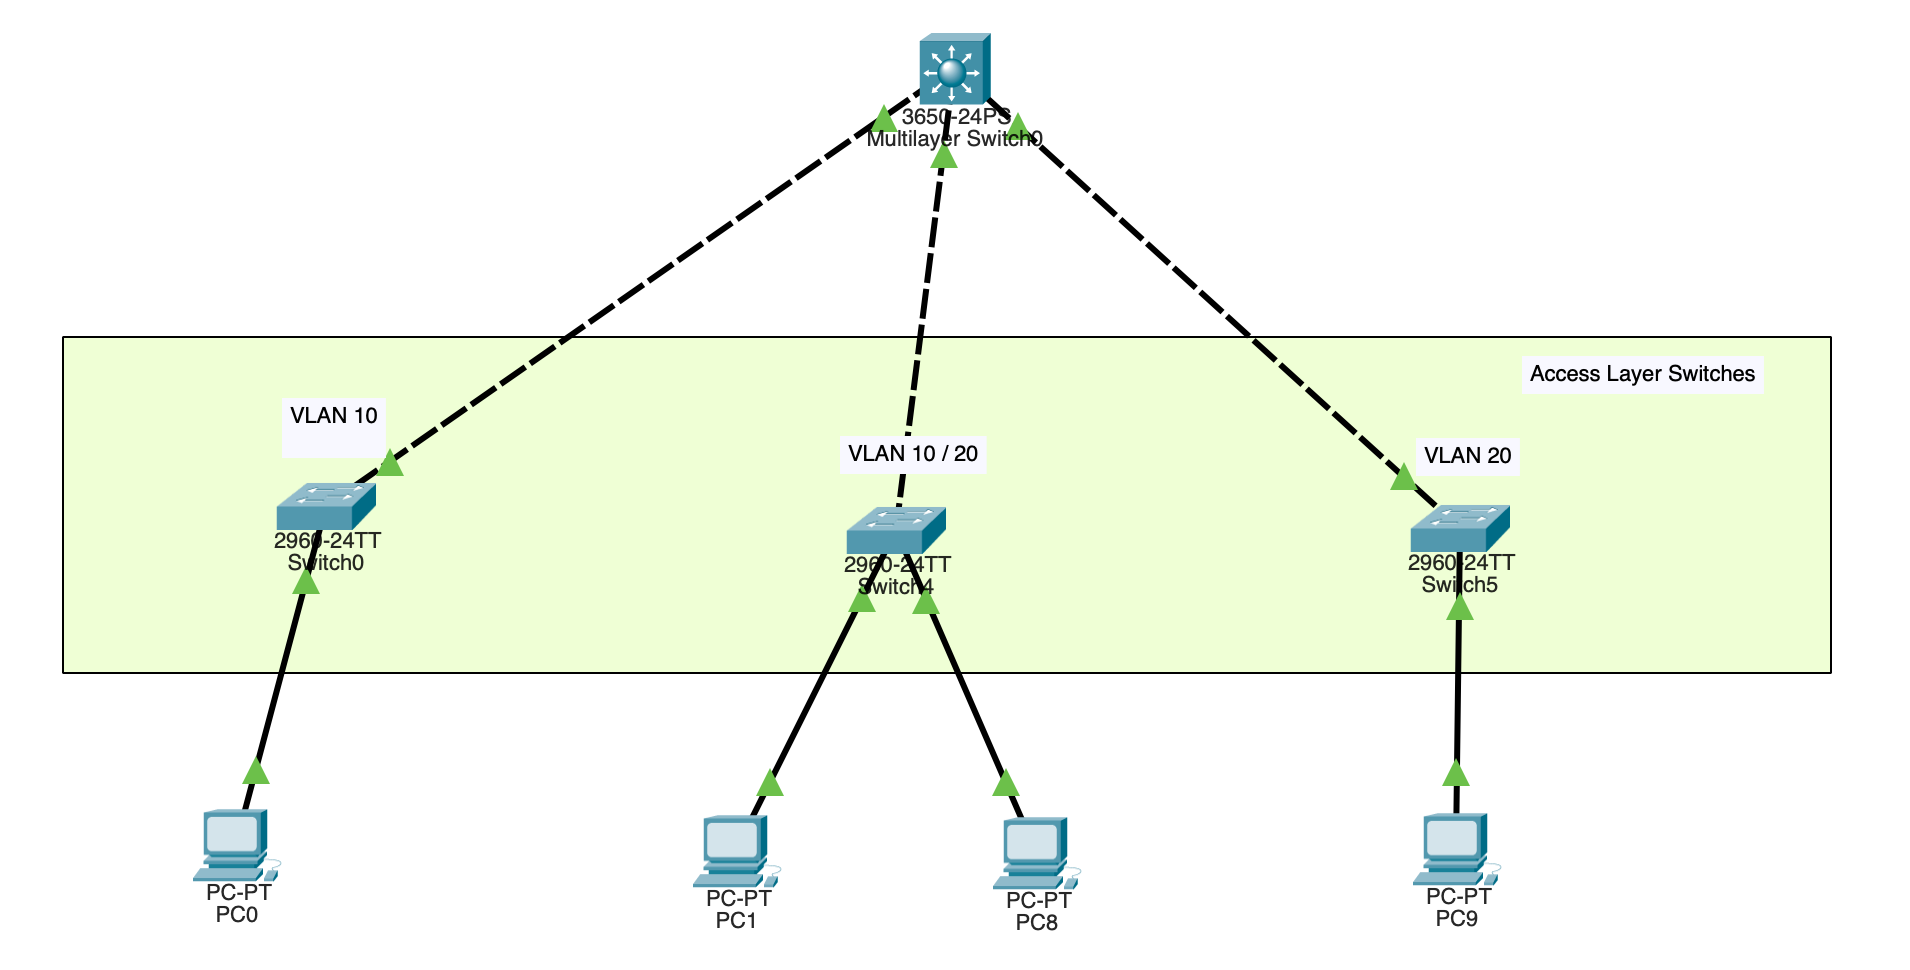 3650-24PS
Multilayer Switch0
Access Layer Switches
VLAN 10
VLAN 10 / 20
VLAN 20
2960-24TT
Switch0
2960-24TT
Switch4
2960-24TT
Switch5
PC-PT
PC0
PC-PT
PC1
PC-PT
PC8
PC-PT
PC9